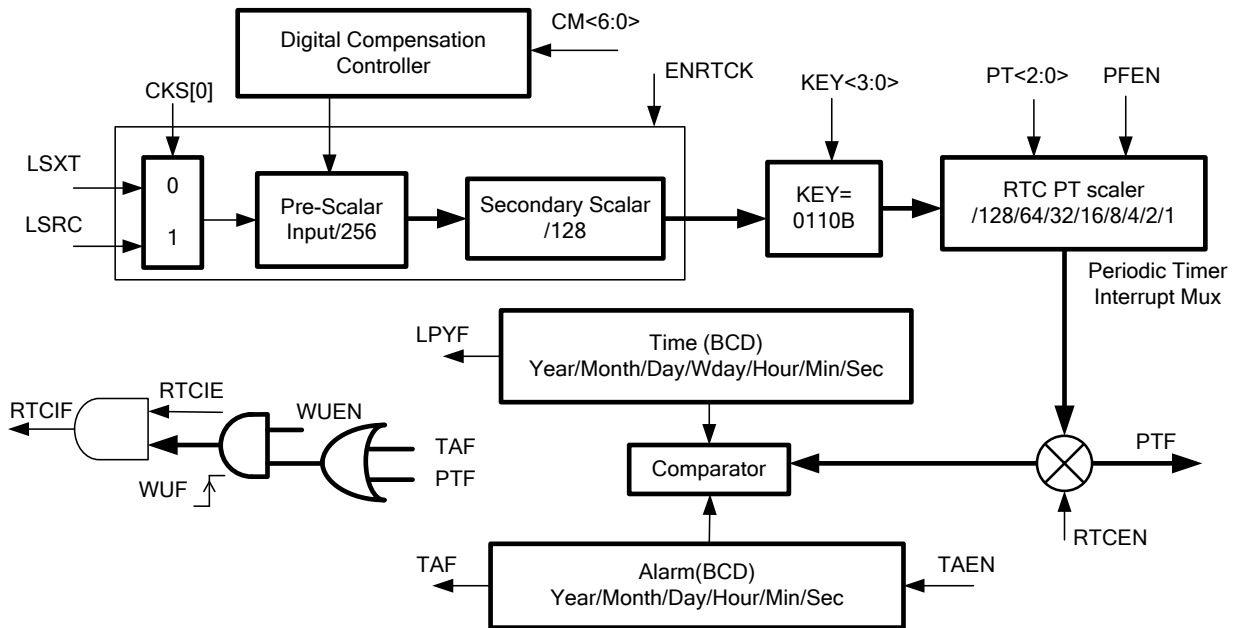 Digital Compensation
Controller
CM<6:0>
CKS[0]
ENRTCK
KEY<3:0>
PT<2:0>
PFEN
LSXT
LSRC
0
1
Pre-Scalar
Input/256
Secondary Scalar
/128
KEY=
0110B
RTC PT scaler
/128/64/32/16/8/4/2/1
Periodic Timer
Interrupt Mux
LPYF
Time (BCD)
Year/Month/Day/Wday/Hour/Min/Sec
RTCIF
RTCIE
WUEN
TAF
PTF
WUF
Comparator
PTF
RTCEN
TAF
Alarm(BCD)
Year/Month/Day/Hour/Min/Sec
TAEN